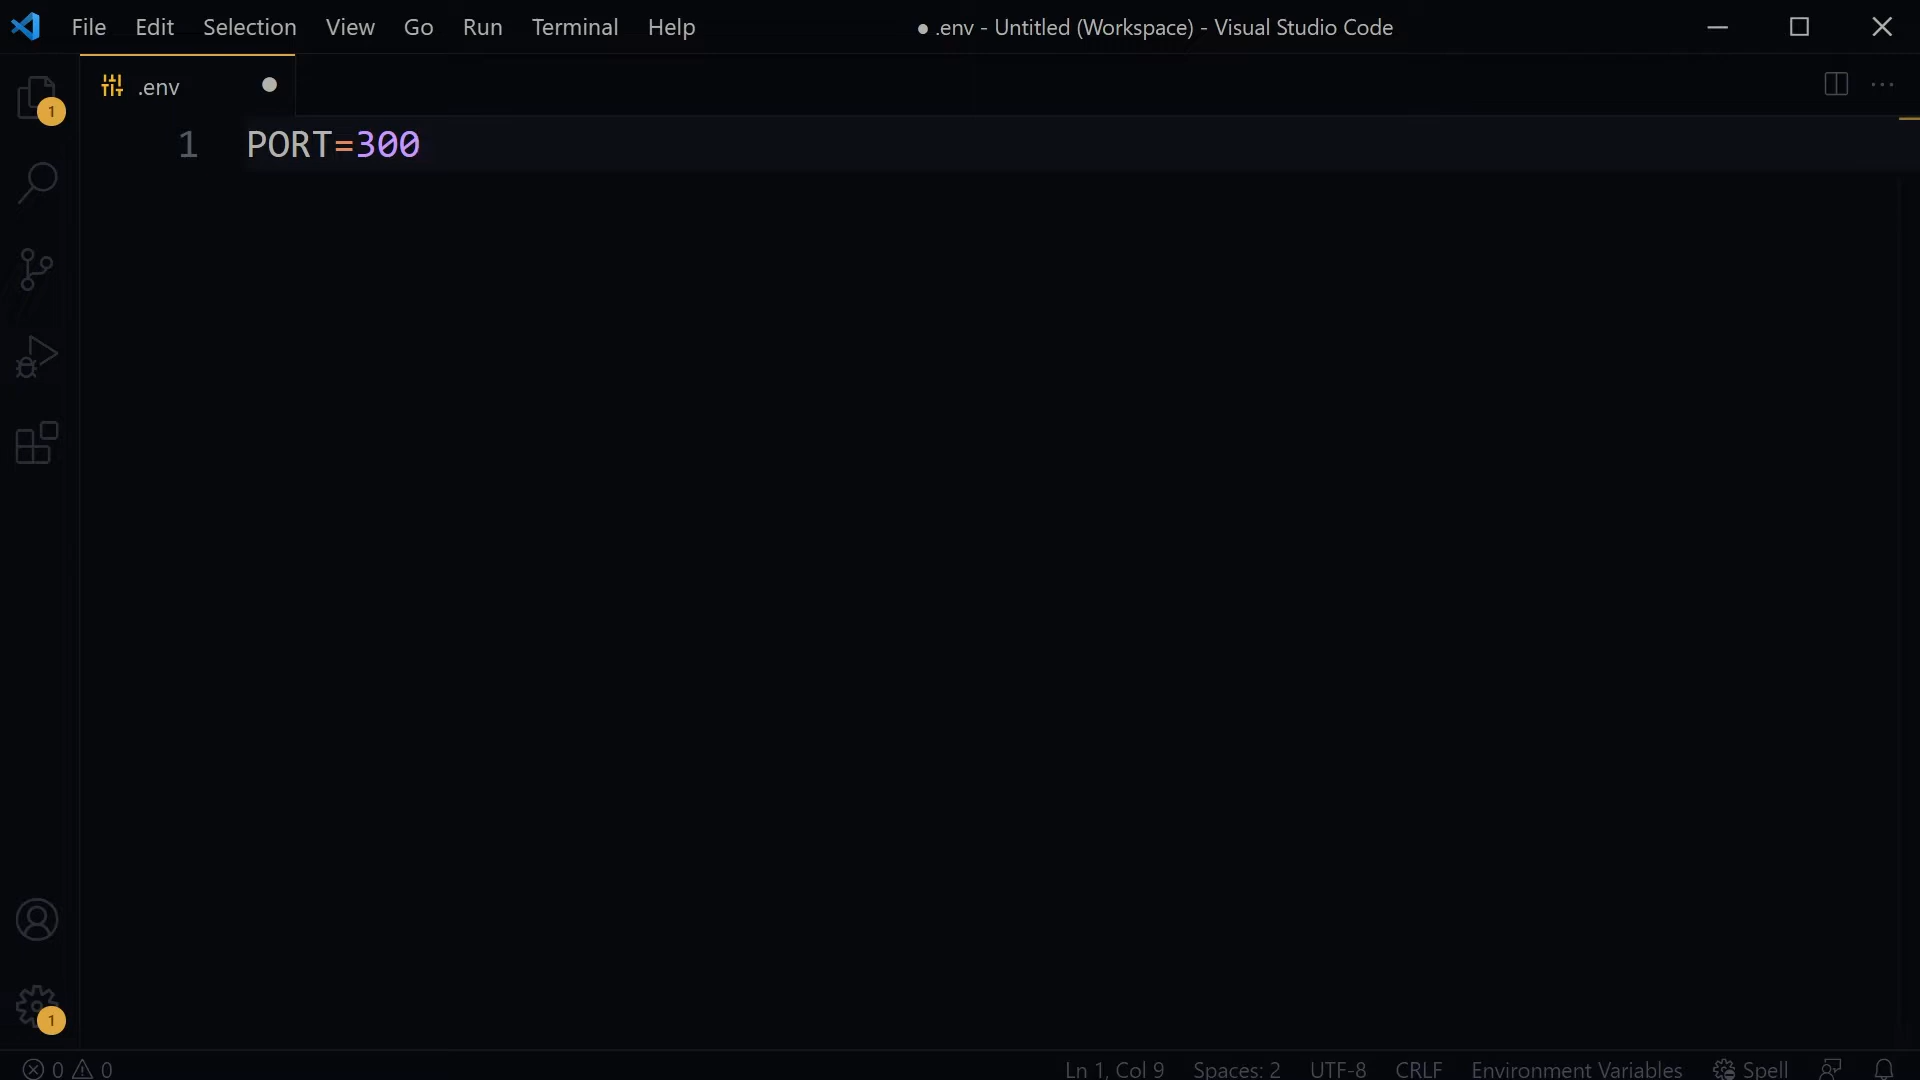 File Edit Selection View Go Run Terminal Help
● .env - Untitled (Workspace) - Visual Studio Code
.env
1
1 PORT=300
1
0 0
Ln 1, Col 9 Spaces: 2 UTF-8 CRLF Environment Variables Spell